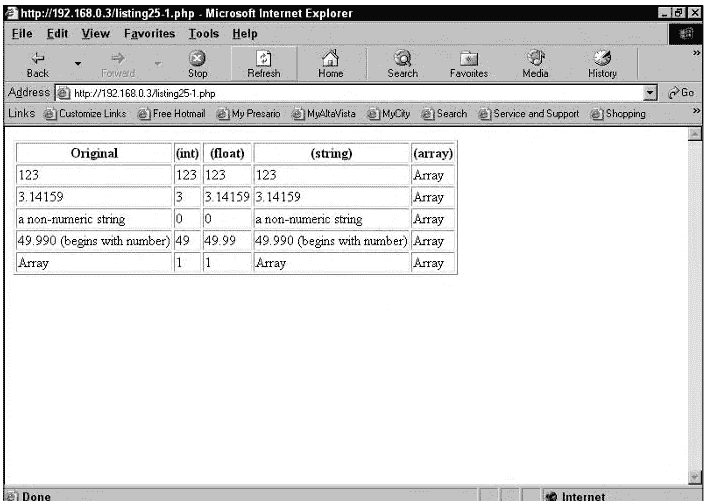 http://192.168.0.3/listing25-1.php - Microsoft Internet Explorer
File Edit View Favorites Tools Help
Back Forward Stop Refresh Home Search Favorites Media History »
Address http://192.168.0.3/listing25-1.php Go
Links Customize Links Free Hotmail My Presario MyAltaVista MyCity Search Service and Support Shopping »
Original (int) (float) (string) (array)
123 123 123 123 Array
3.14159 3 3.14159 3.14159 Array
a non-numeric string 0 0 a non-numeric string Array
49.990 (begins with number) 49 49.99 49.990 (begins with number) Array
Array 1 1 Array Array
Done Internet